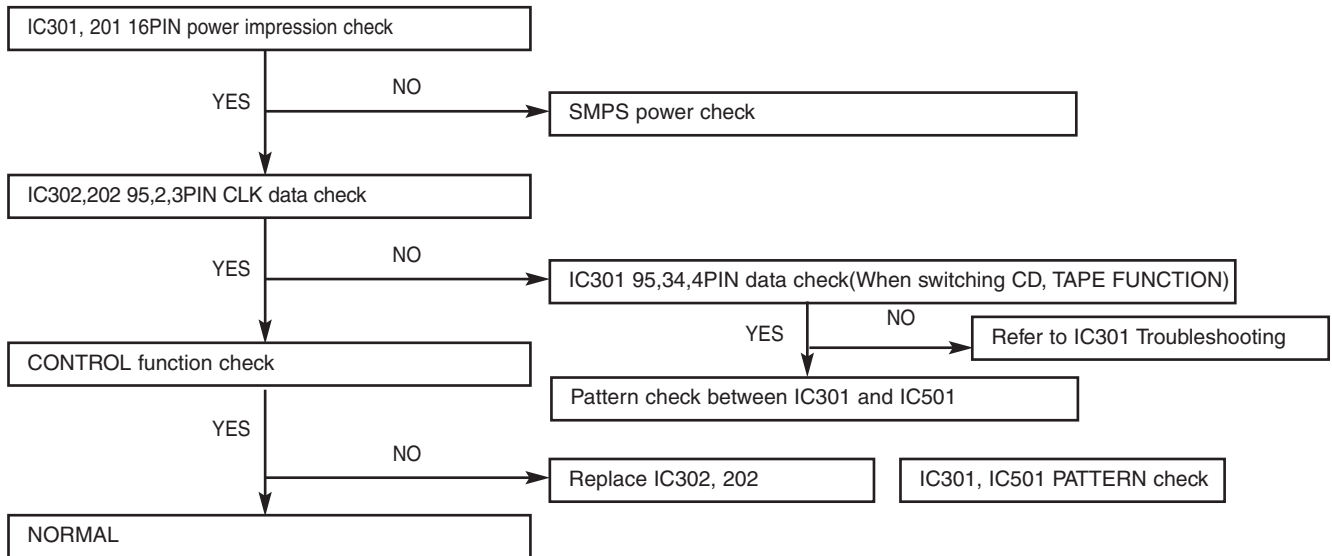 IC301, 201 16PIN power impression check
YES
NO
SMPS power check
IC302,202 95,2,3PIN CLK data check
YES
NO
IC301 95,34,4PIN data check(When switching CD, TAPE FUNCTION)
YES
NO
Refer to IC301 Troubleshooting
CONTROL function check
Pattern check between IC301 and IC501
YES
NO
Replace IC302, 202
IC301, IC501 PATTERN check
NORMAL